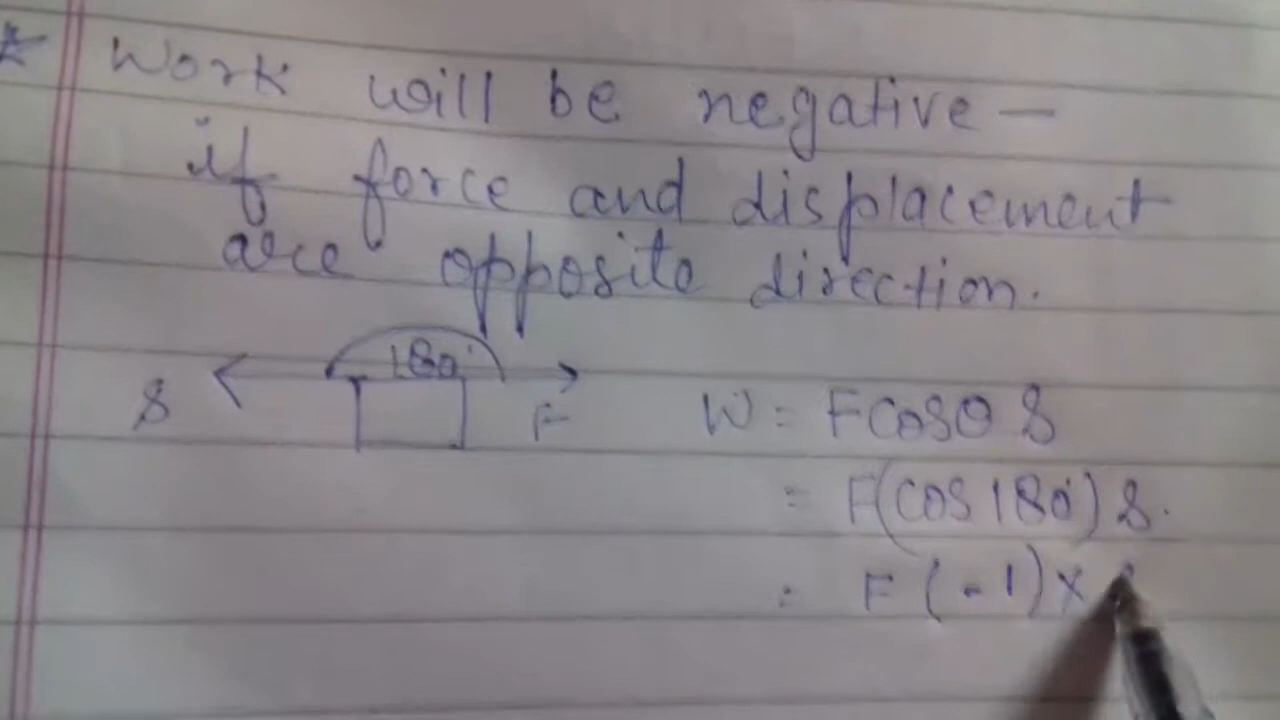 * Work will be negative —
if force and displacement
are opposite direction.
180°
S
F
W = F cosθ S
= F(cos 180°) S.
= F (-1) ×